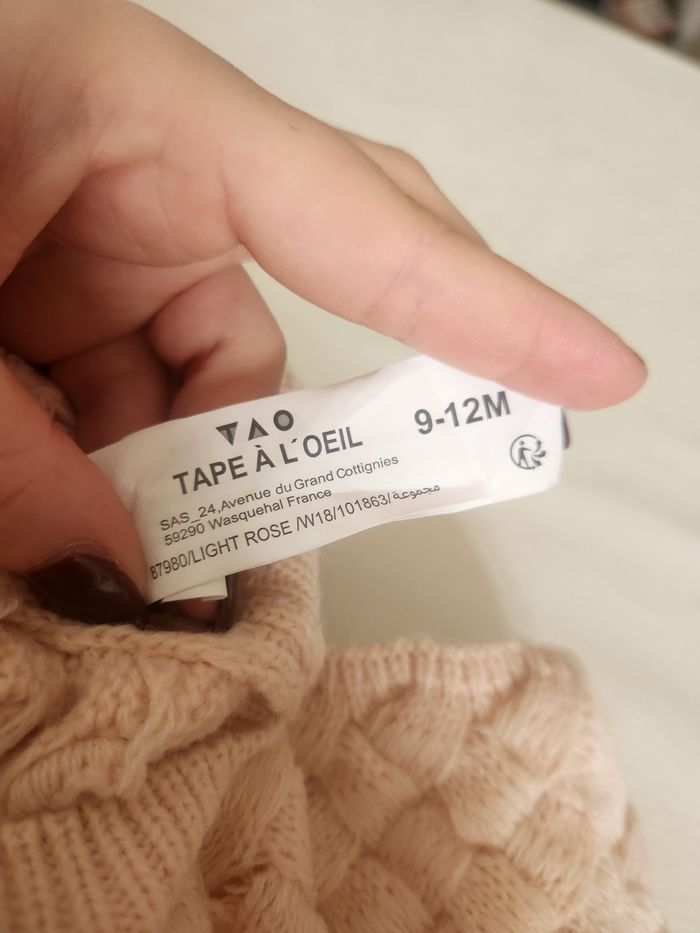 TAO
TAPE À L'OEIL
9-12M
SAS_24,Avenue du Grand Cottignies
59290 Wasquehal France
87980/LIGHT ROSE /W18/101863/مجموعة